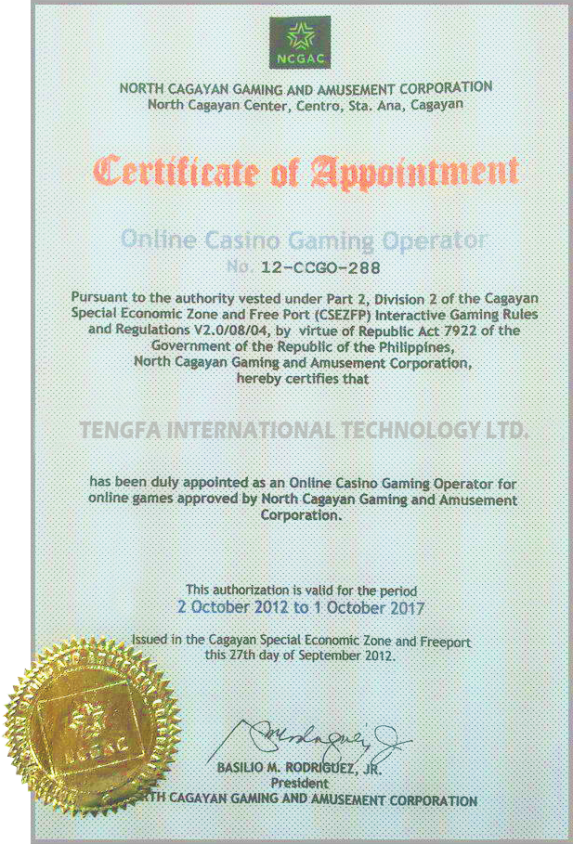 NCGAC
NORTH CAGAYAN GAMING AND AMUSEMENT CORPORATION
North Cagayan Center, Centro, Sta. Ana, Cagayan
Certificate of Appointment
Online Casino Gaming Operator
No. 12-CCGO-288
Pursuant to the authority vested under Part 2, Division 2 of the Cagayan
Special Economic Zone and Free Port (CSEZFP) Interactive Gaming Rules
and Regulations V2.0/08/04, by virtue of Republic Act 7922 of the
Government of the Republic of the Philippines,
North Cagayan Gaming and Amusement Corporation,
hereby certifies that
TENGFA INTERNATIONAL TECHNOLOGY LTD.
has been duly appointed as an Online Casino Gaming Operator for
online games approved by North Cagayan Gaming and Amusement
Corporation.
This authorization is valid for the period
2 October 2012 to 1 October 2017
Issued in the Cagayan Special Economic Zone and Freeport
this 27th day of September 2012.
BASILIO M. RODRIGUEZ, JR.
President
RTH CAGAYAN GAMING AND AMUSEMENT CORPORATION
NCGAC